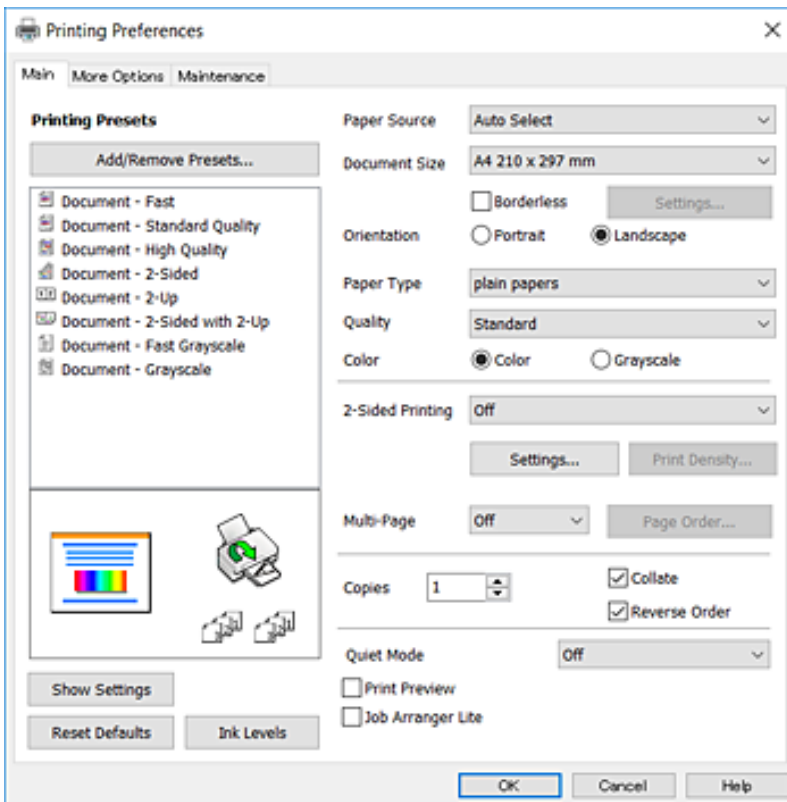 Printing Preferences
Main More Options Maintenance
Printing Presets
Add/Remove Presets...
Document - Fast
Document - Standard Quality
Document - High Quality
Document - 2-Sided
Document - 2-Up
Document - 2-Sided with 2-Up
Document - Fast Grayscale
Document - Grayscale
Show Settings
Reset Defaults Ink Levels
Paper Source Auto Select
Document Size A4 210 x 297 mm
Borderless Settings...
Orientation Portrait Landscape
Paper Type plain papers
Quality Standard
Color Color Grayscale
2-Sided Printing Off
Settings... Print Density...
Multi-Page Off Page Order...
Copies 1 Collate
Reverse Order
Quiet Mode Off
Print Preview
Job Arranger Lite
OK Cancel Help